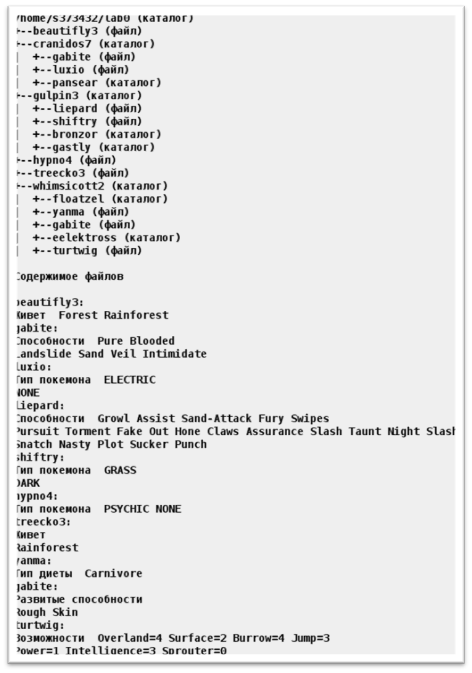 /home/s373432/lab0 (каталог)
+--beautifly3 (файл)
+--cranidos7 (каталог)
|  +--gabite (файл)
|  +--luxio (файл)
|  +--pansear (каталог)
+--gulpin3 (каталог)
|  +--liepard (файл)
|  +--shiftry (файл)
|  +--bronzor (каталог)
|  +--gastly (каталог)
+--hypno4 (файл)
+--treecko3 (файл)
+--whimsicott2 (каталог)
|  +--floatzel (каталог)
|  +--yanma (файл)
|  +--gabite (файл)
|  +--eelektross (каталог)
|  +--turtwig (файл)
Содержимое файлов
beautifly3:
Живет  Forest Rainforest
gabite:
Способности  Pure Blooded
Landslide Sand Veil Intimidate
luxio:
Тип покемона  ELECTRIC
NONE
liepard:
Способности  Growl Assist Sand-Attack Fury Swipes
Pursuit Torment Fake Out Hone Claws Assurance Slash Taunt Night Slash
Snatch Nasty Plot Sucker Punch
shiftry:
Тип покемона  GRASS
DARK
hypno4:
Тип покемона  PSYCHIC NONE
treecko3:
Живет
Rainforest
yanma:
Тип диеты  Carnivore
gabite:
Развитые способности
Rough Skin
turtwig:
Возможности  Overland=4 Surface=2 Burrow=4 Jump=3
Power=1 Intelligence=3 Sprouter=0